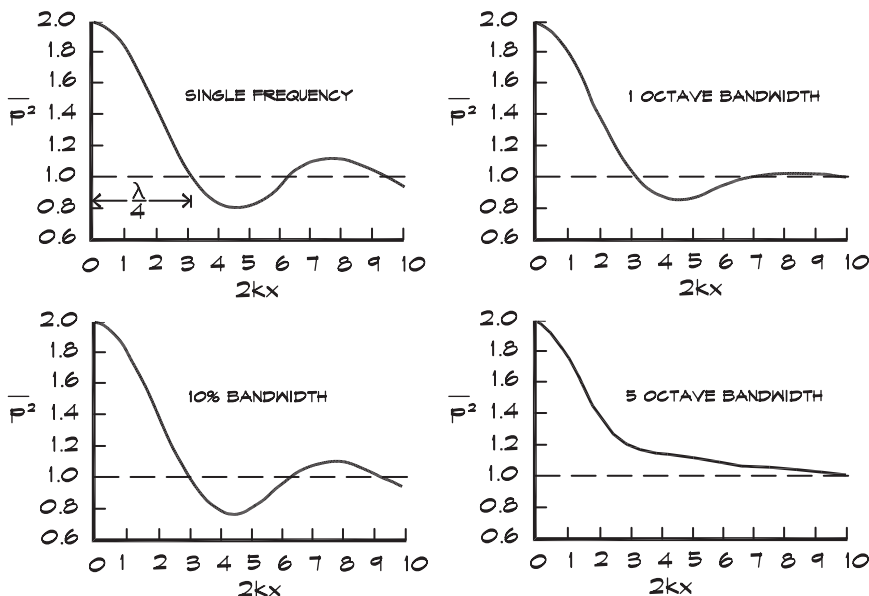 2.0
1.8
1.6
1.4
1.2
1.0
0.8
0.6
p²
SINGLE FREQUENCY
λ
4
0 1 2 3 4 5 6 7 8 9 10
2kx
2.0
1.8
1.6
1.4
1.2
1.0
0.8
0.6
p²
1 OCTAVE BANDWIDTH
0 1 2 3 4 5 6 7 8 9 10
2kx
2.0
1.8
1.6
1.4
1.2
1.0
0.8
0.6
p²
10% BANDWIDTH
0 1 2 3 4 5 6 7 8 9 10
2kx
2.0
1.8
1.6
1.4
1.2
1.0
0.8
0.6
p²
5 OCTAVE BANDWIDTH
0 1 2 3 4 5 6 7 8 9 10
2kx